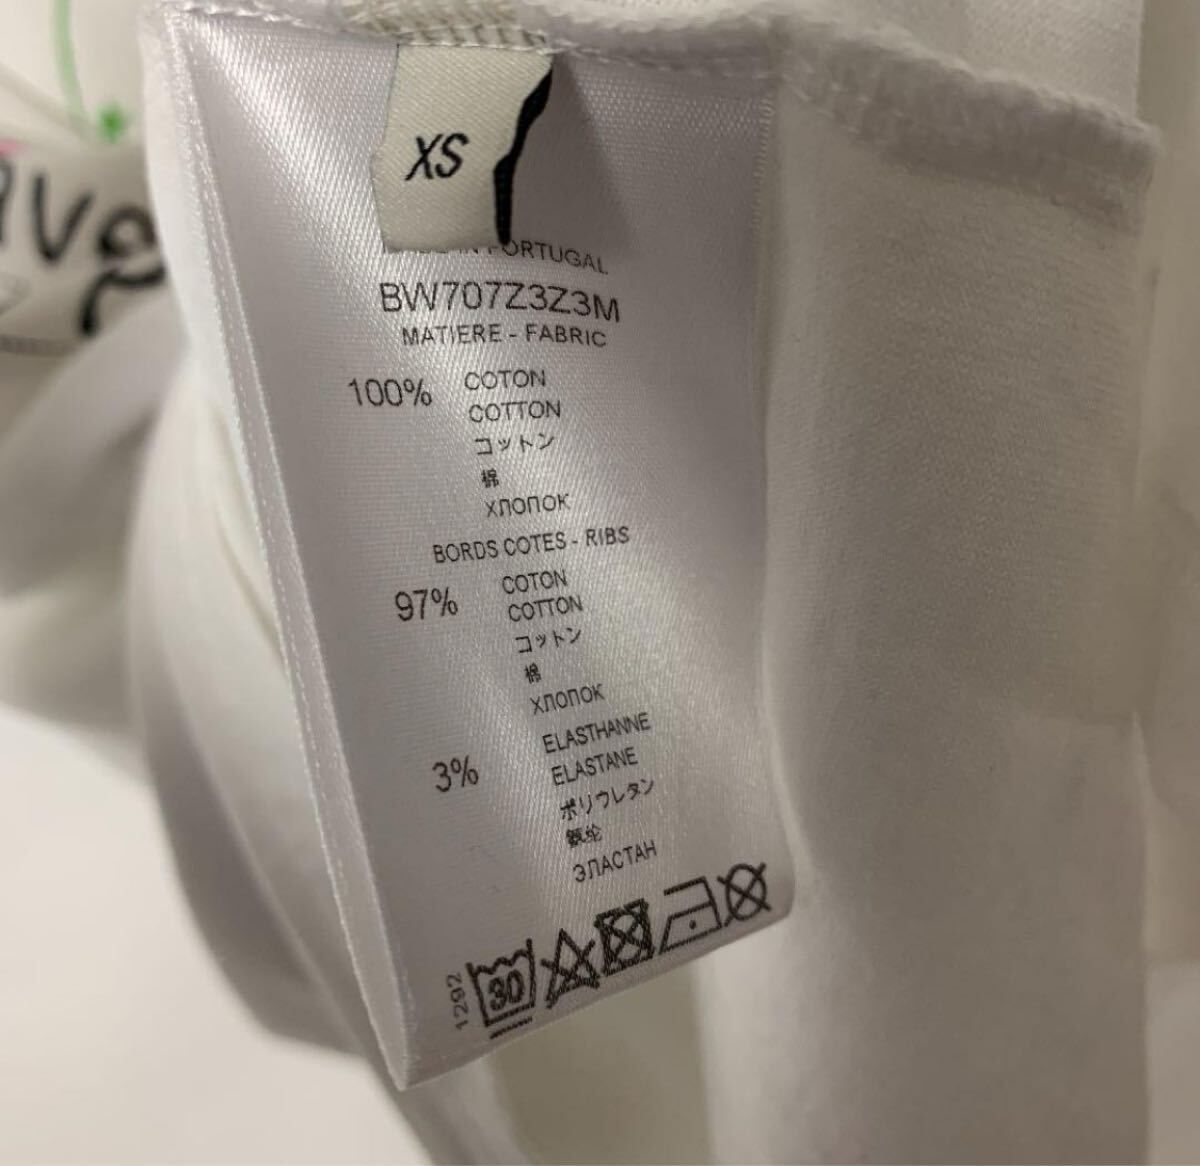 XS
PORTUGAL
BW707Z3Z3M
MATIERE - FABRIC
100% COTON
COTTON
コットン
棉
ХЛОПОК
BORDS COTES - RIBS
97% COTON
COTTON
コットン
棉
ХЛОПОК
3% ELASTHANNE
ELASTANE
ポリウレタン
氨纶
ЭЛАСТАН
30
1292